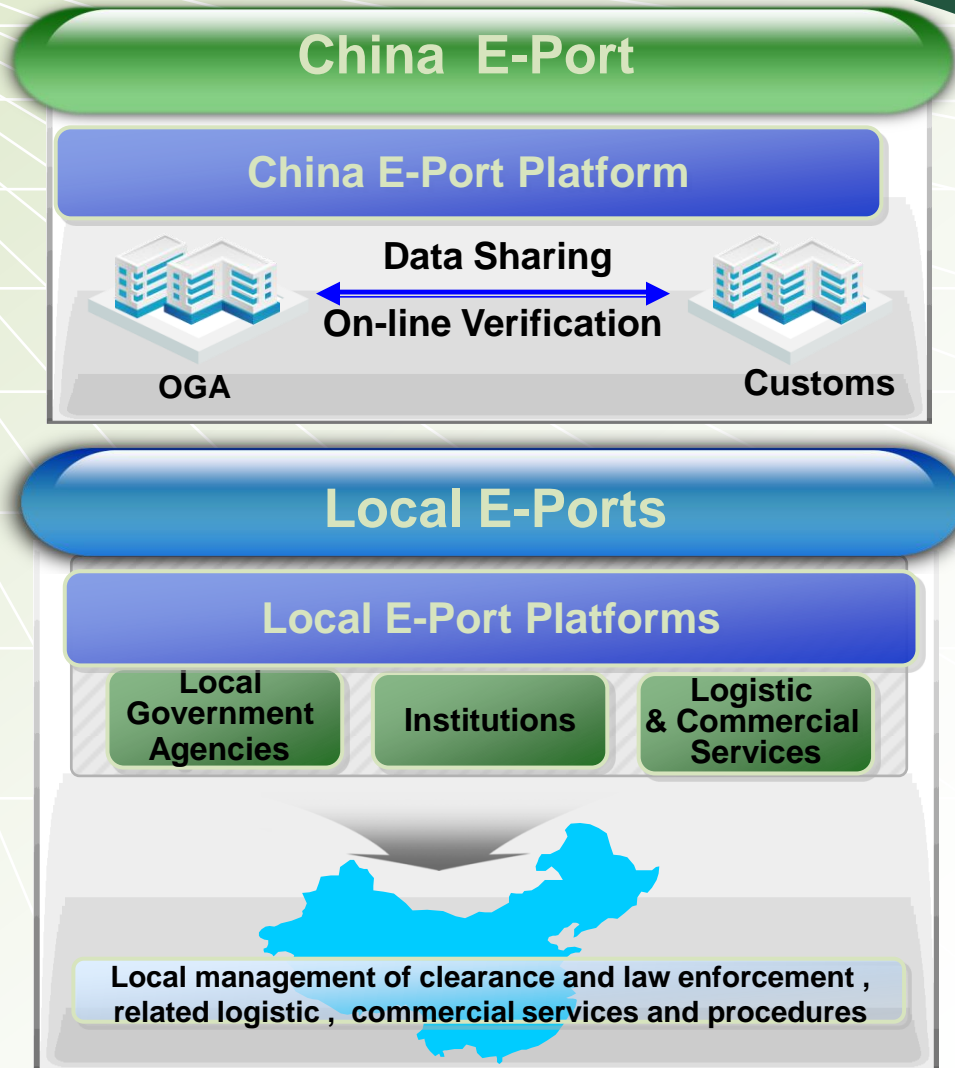 China E-Port
China E-Port Platform
Data Sharing
On-line Verification
OGA
Customs
Local E-Ports
Local E-Port Platforms
Local
Government
Agencies
Institutions
Logistic
& Commercial
Services
Local management of clearance and law enforcement ,
related logistic , commercial services and procedures